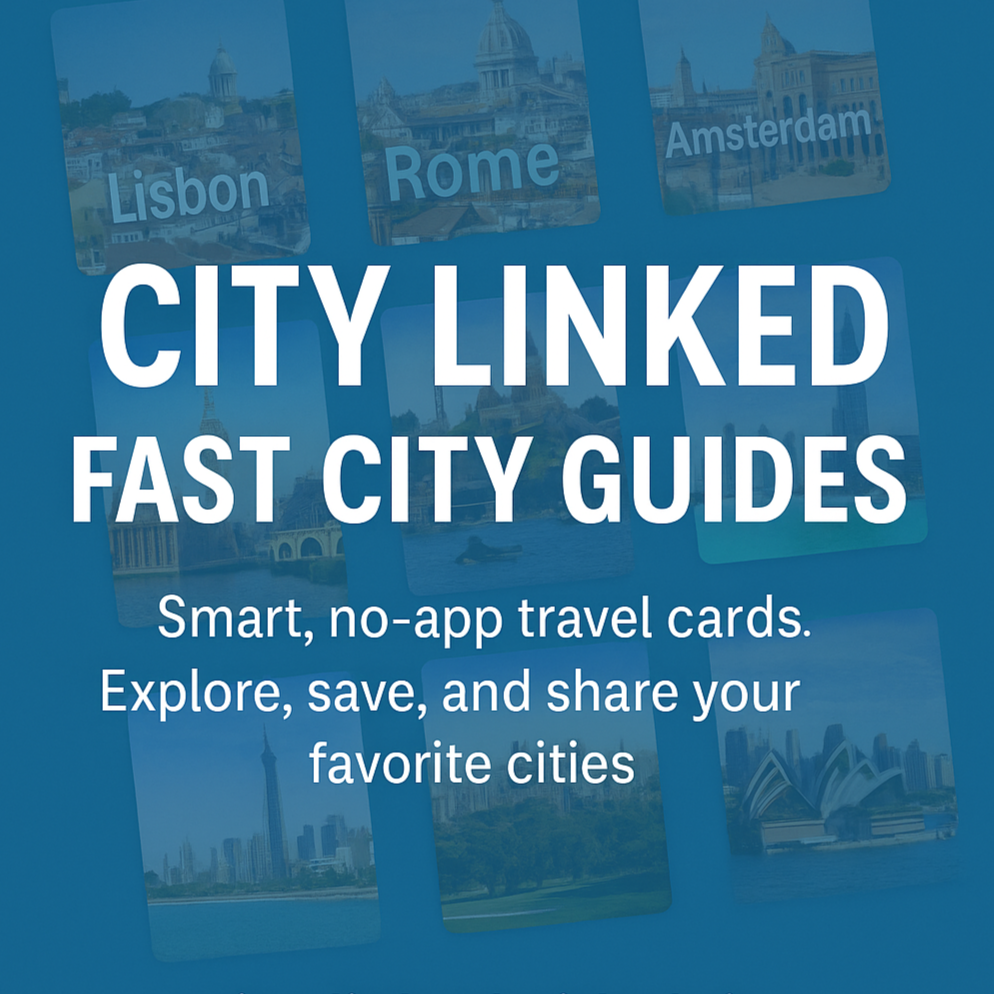 Lisbon
Rome
Amsterdam
CITY LINKED
FAST CITY GUIDES
Smart, no-app travel cards.
Explore, save, and share your
favorite cities